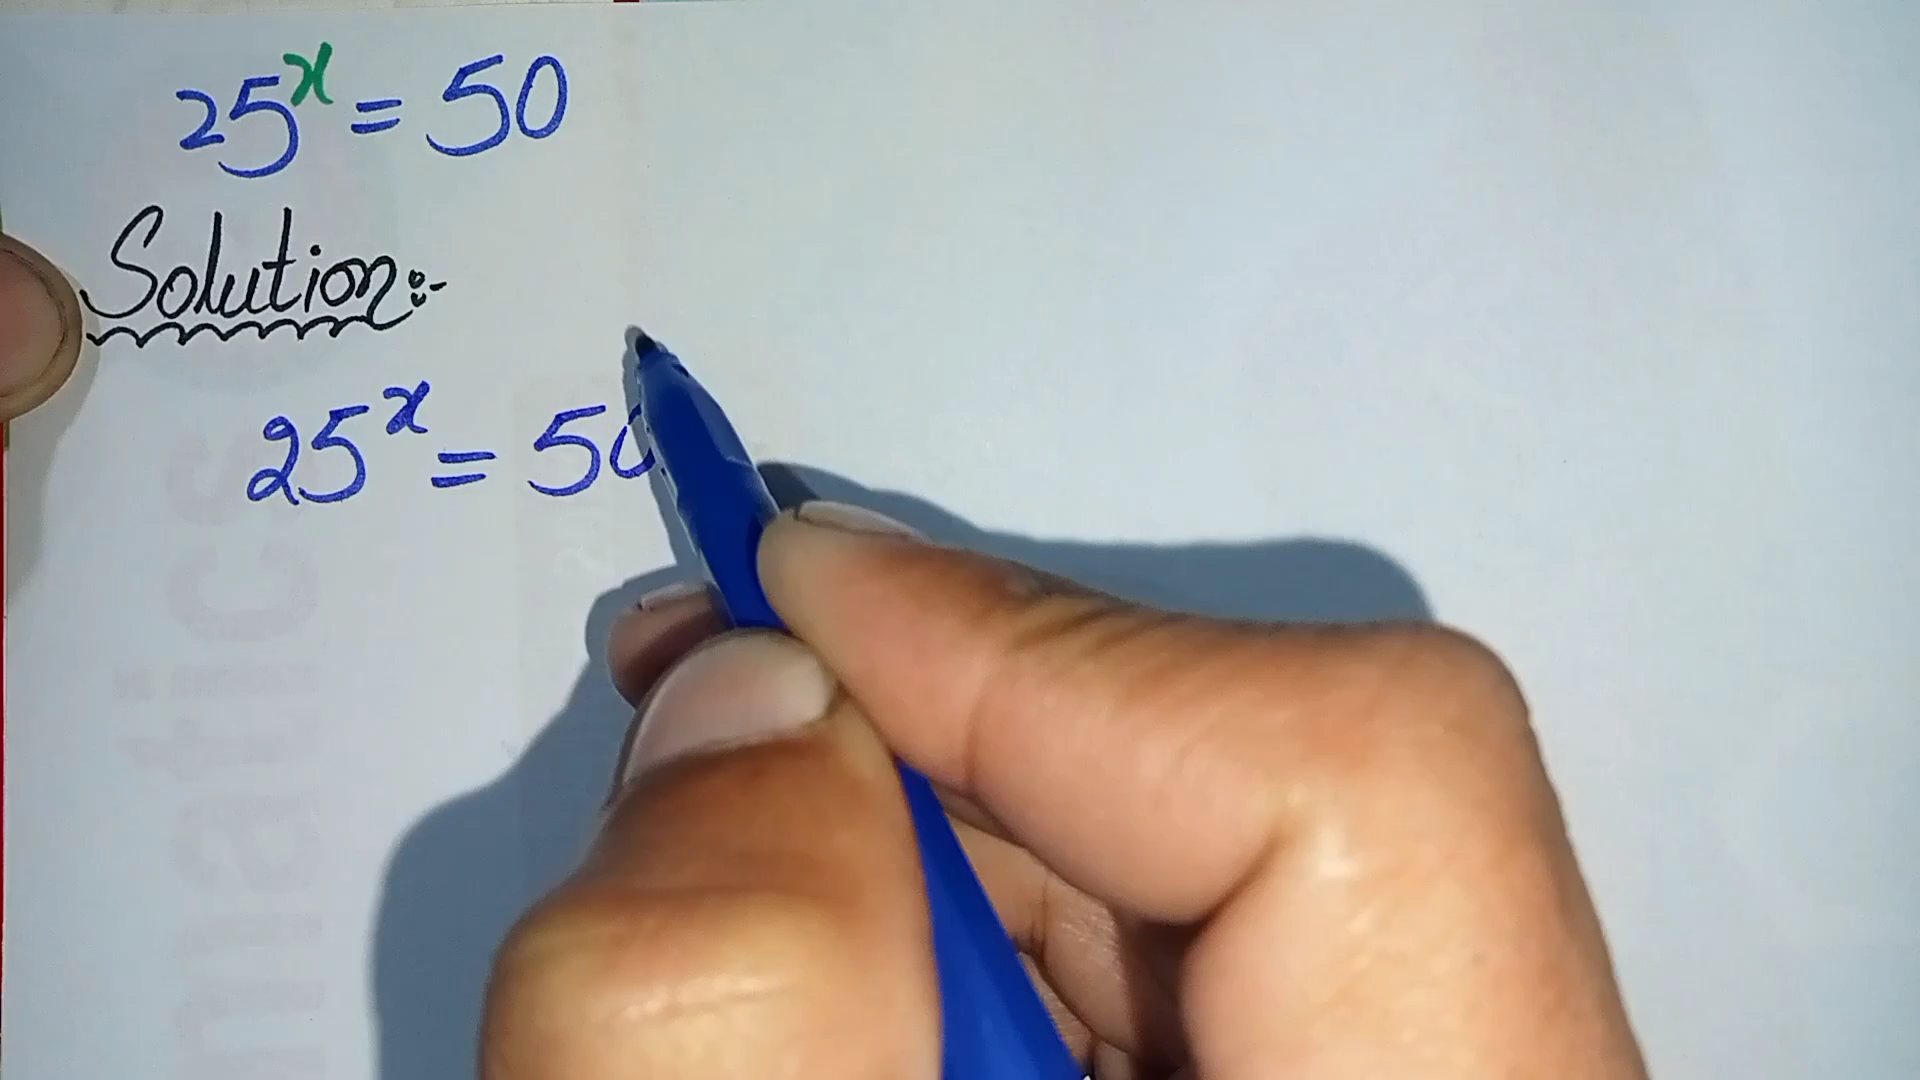 25^x = 50
Solution:-
25^x = 50